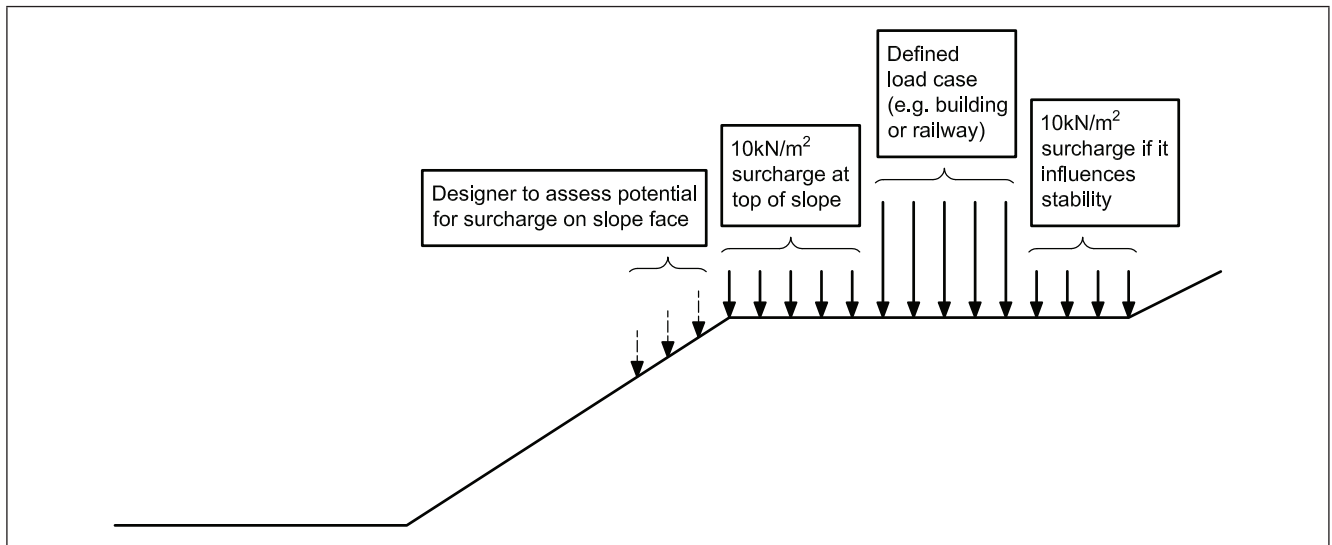 Designer to assess potential
for surcharge on slope face
10kN/m²
surcharge at
top of slope
Defined
load case
(e.g. building
or railway)
10kN/m²
surcharge if it
influences
stability